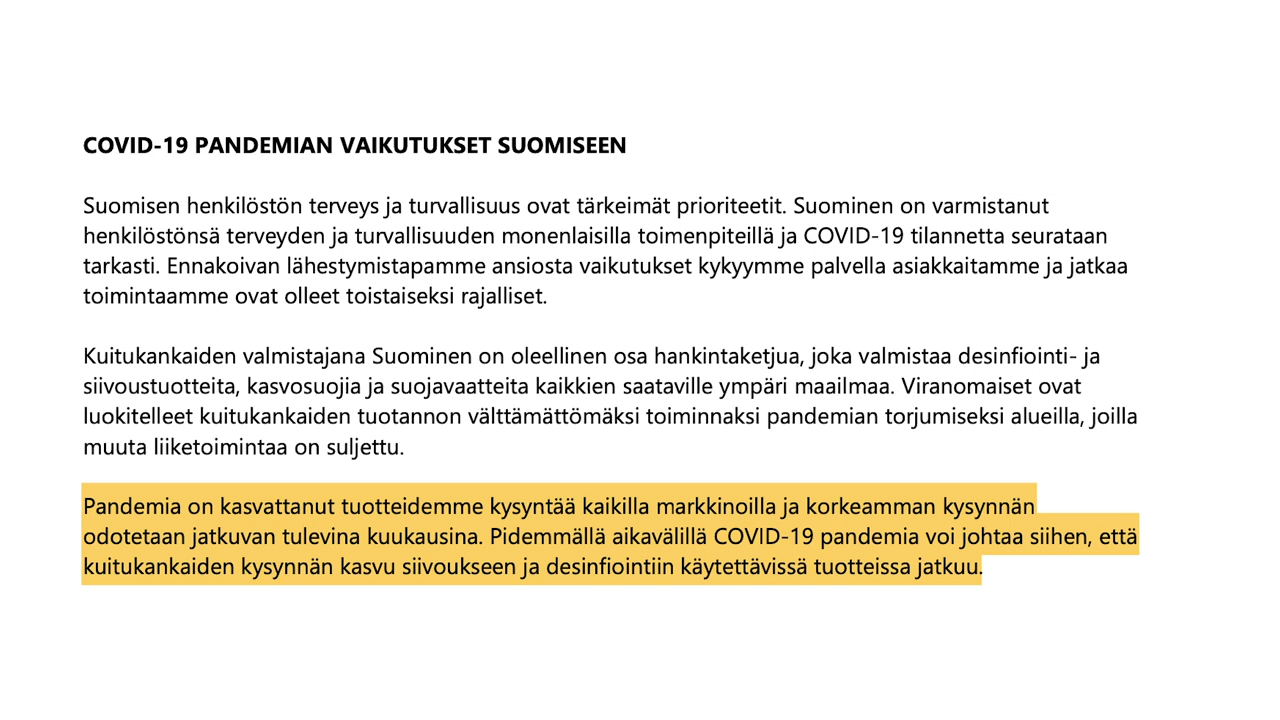 COVID-19 PANDEMIAN VAIKUTUKSET SUOMISEEN
Suomisen henkilöstön terveys ja turvallisuus ovat tärkeimät prioriteetit. Suominen on varmistanut
henkilöstönsä terveyden ja turvallisuuden monenlaisilla toimenpiteillä ja COVID-19 tilannetta seurataan
tarkasti. Ennakoivan lähestymistapamme ansiosta vaikutukset kykyymme palvella asiakkaitamme ja jatkaa
toimintaamme ovat olleet toistaiseksi rajalliset.
Kuitukankaiden valmistajana Suominen on oleellinen osa hankintaketjua, joka valmistaa desinfiointi- ja
siivoustuotteita, kasvosuojia ja suojavaatteita kaikkien saataville ympäri maailmaa. Viranomaiset ovat
luokitelleet kuitukankaiden tuotannon välttämättömäksi toiminnaksi pandemian torjumiseksi alueilla, joilla
muuta liiketoimintaa on suljettu.
Pandemia on kasvattanut tuotteidemme kysyntää kaikilla markkinoilla ja korkeamman kysynnän
odotetaan jatkuvan tulevina kuukausina. Pidemmällä aikavälillä COVID-19 pandemia voi johtaa siihen, että
kuitukankaiden kysynnän kasvu siivoukseen ja desinfiointiin käytettävissä tuotteissa jatkuu.